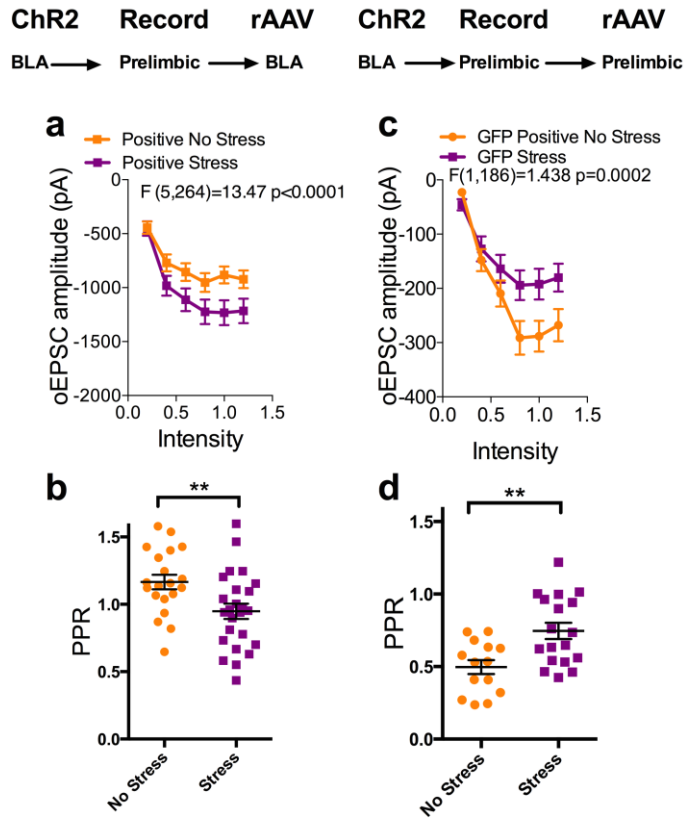 ChR2 Record rAAV ChR2 Record rAAV
BLA Prelimbic BLA BLA Prelimbic Prelimbic
a
Positive No Stress
Positive Stress
F (5,264)=13.47 p<0.0001
oEPSC amplitude (pA)
0
-500
-1000
-1500
-2000
0.0 0.5 1.0 1.5
Intensity
c
GFP Positive No Stress
GFP Stress
F(1,186)=1.438 p=0.0002
oEPSC amplitude (pA)
0
-100
-200
-300
-400
0.0 0.5 1.0 1.5
Intensity
b
**
PPR
1.5
1.0
0.5
0.0
No Stress Stress
d
**
PPR
1.5
1.0
0.5
0.0
No Stress Stress